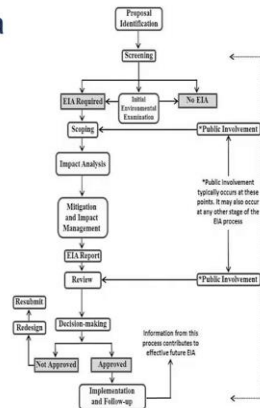 Proposal
Identification
Screening
EIA Required
Initial
Environmental
Examination
No EIA
Scoping
*Public Involvement
Impact Analysis
*Public Involvement
typically occurs at these
points. It may also occur
at any other stage of the
EIA process
Mitigation
and Impact
Management
EIA Report
Review
*Public Involvement
Resubmit
Redesign
Decision-making
Information from this
process contributes to
effective future EIA
Not Approved
Approved
Implementation
and Follow-up